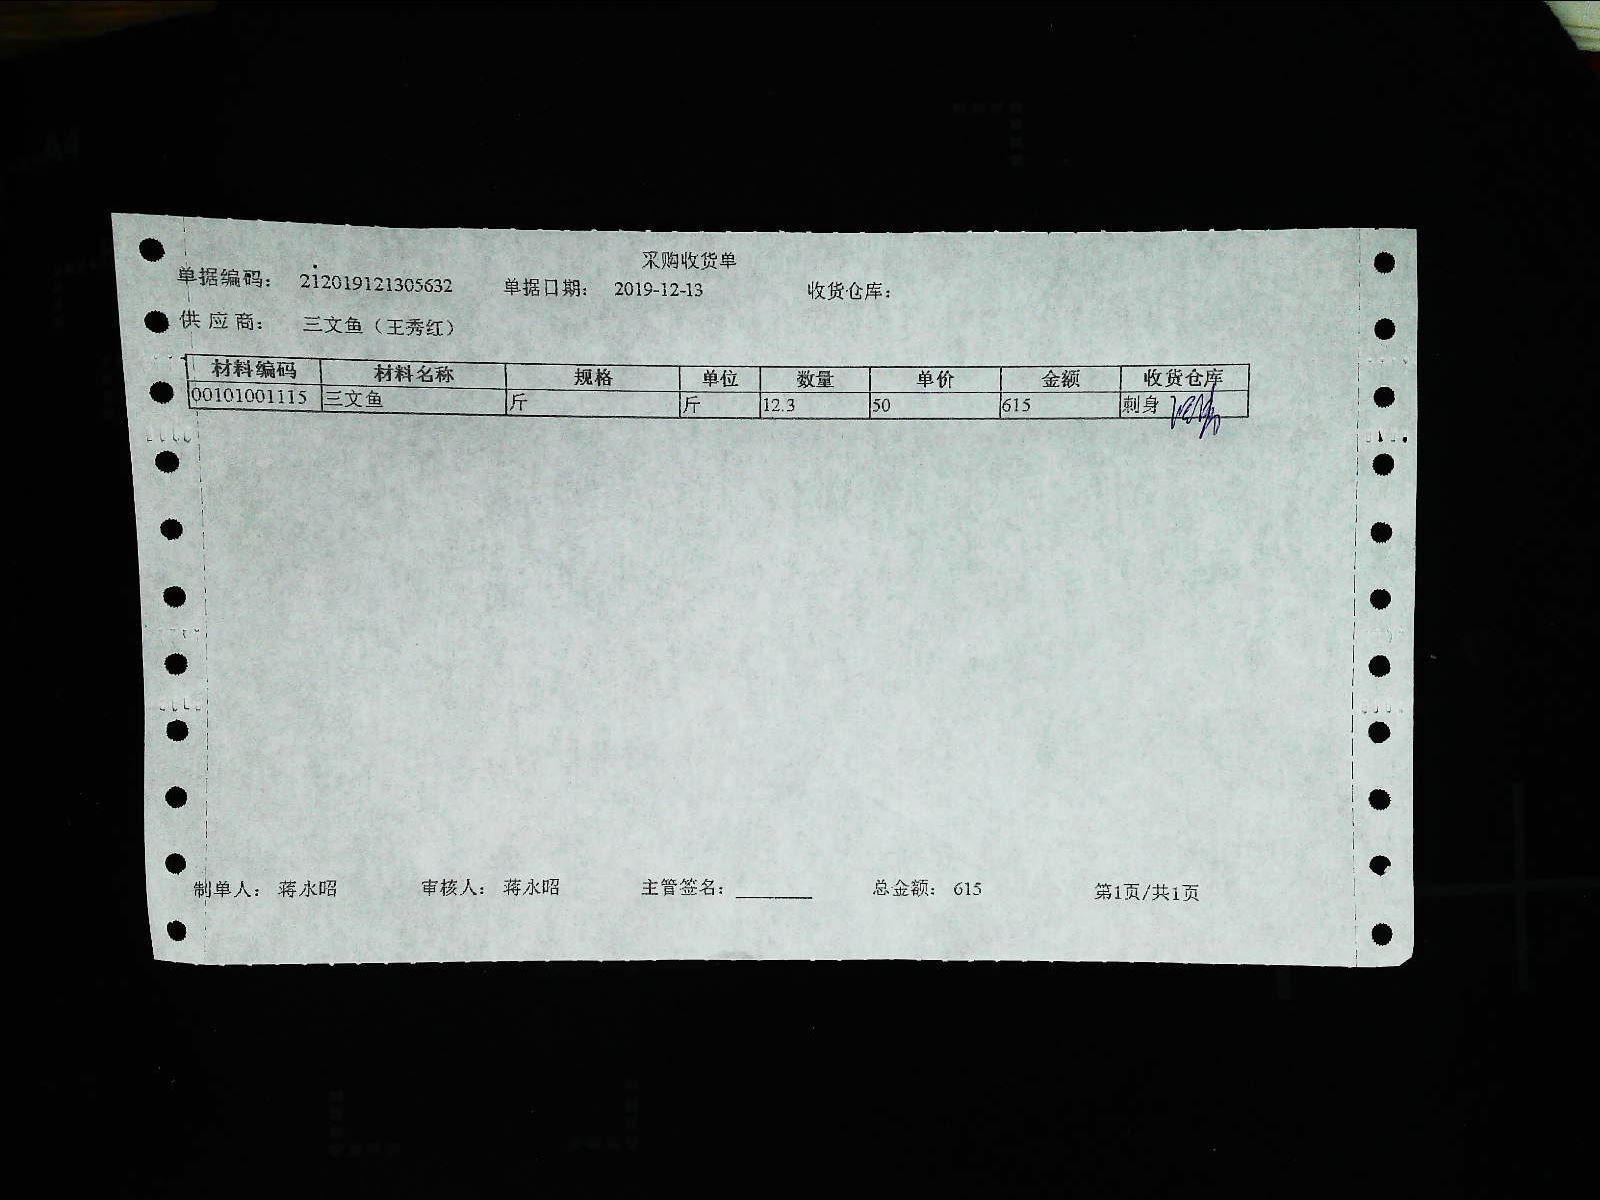 采购收货单
单据编码： 212019121305632 单据日期： 2019-12-13 收货仓库：
供 应 商： 三文鱼（王秀红）
材料编码 材料名称 规格 单位 数量 单价 金额 收货仓库
00101001115 三文鱼 斤 斤 12.3 50 615 刺身
制单人： 蒋永昭 审核人： 蒋永昭 主管签名：________ 总金额： 615 第1页/共1页